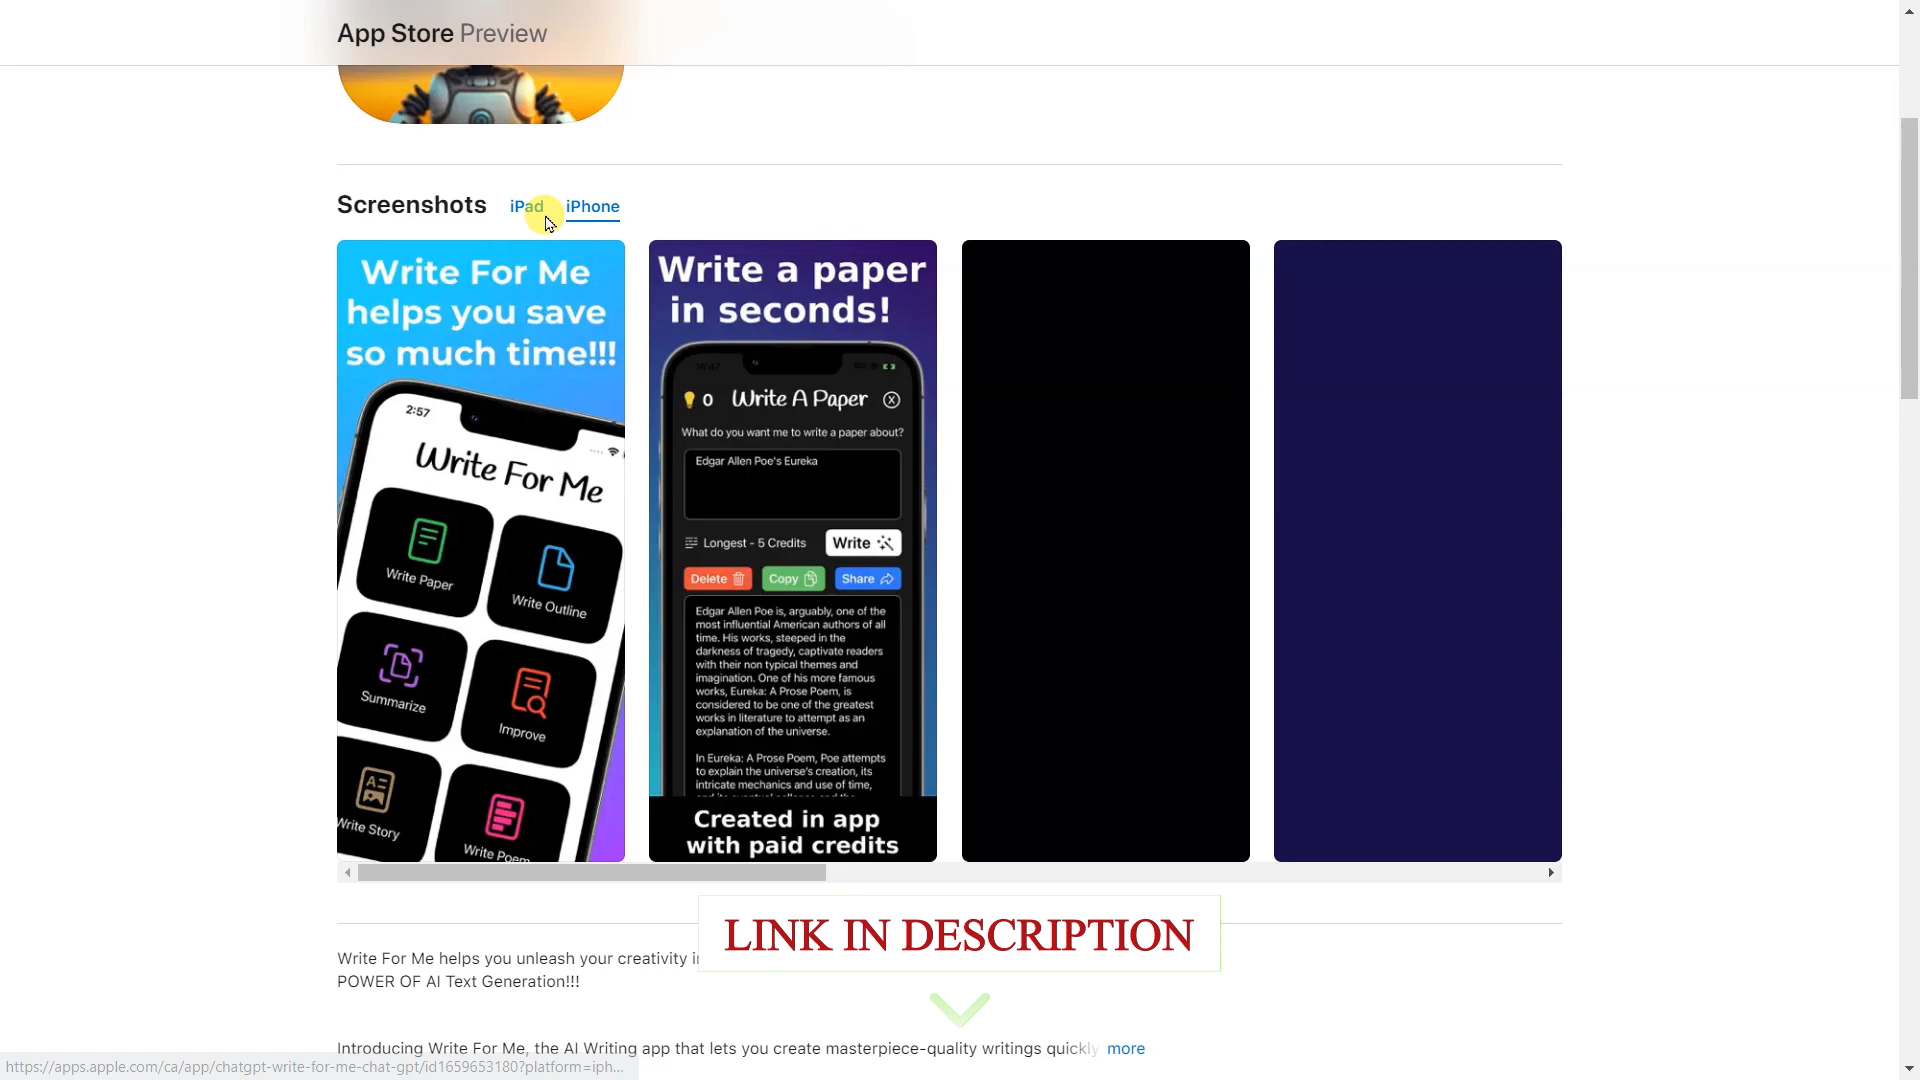 App Store Preview
Screenshots iPad iPhone
Write For Me
helps you save
so much time!!!
2:57
Write For Me
Write Paper
Write Outline
Summarize
Improve
Write Story
Write Poem
Write a paper
in seconds!
0 Write A Paper
What do you want me to write a paper about?
Edgar Allen Poe's Eureka
Longest - 5 Credits Write
Delete Copy Share
Edgar Allen Poe is, arguably, one of the
most influential American authors of all
time. His works, steeped in the
darkness of tragedy, captivate readers
with their non typical themes and
imagination. One of his more famous
works, Eureka: A Prose Poem, is
considered to be one of the greatest
works in literature to attempt as an
explanation of the universe.
In Eureka: A Prose Poem, Poe attempts
to explain the universe's creation, its
intricate mechanics and use of time,
Created in app
with paid credits
LINK IN DESCRIPTION
Write For Me helps you unleash your creativity
POWER OF AI Text Generation!!!
Introducing Write For Me, the AI Writing app that lets you create masterpiece-quality writings quickly more
https://apps.apple.com/ca/app/chatgpt-write-for-me-chat-gpt/id1659653180?platform=iph...